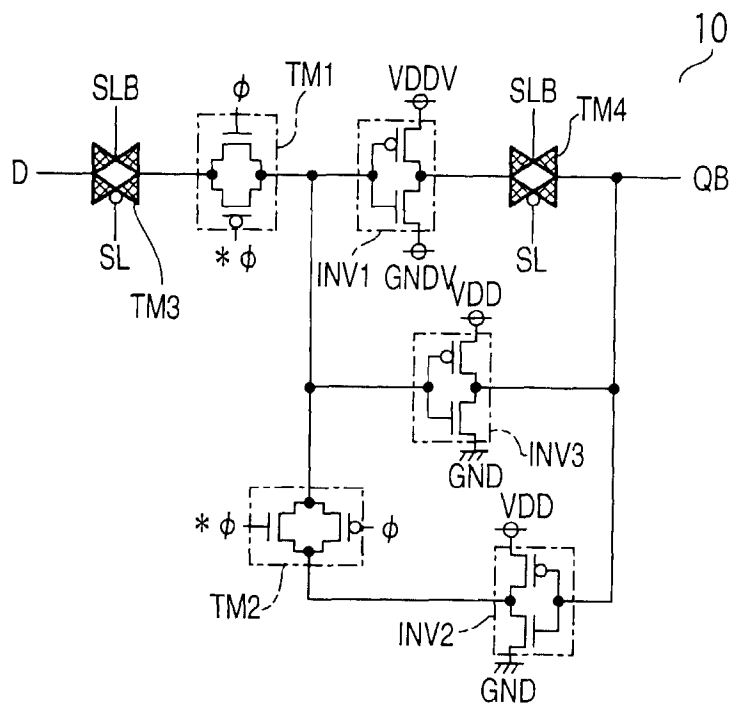 10
SLB
TM1
φ
VDDV
SLB
TM4
D
QB
SL
TM3
*φ
INV1
GNDV
SL
VDD
INV3
GND
*φ
φ
TM2
VDD
INV2
GND